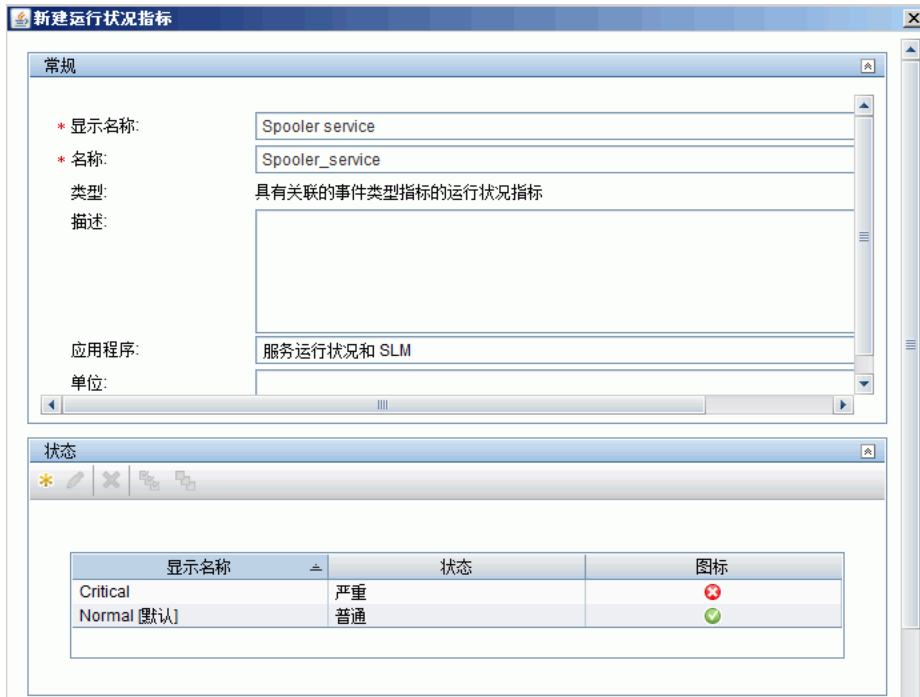 新建运行状况指标
常规
* 显示名称: Spooler service
* 名称: Spooler_service
类型: 具有关联的事件类型指标的运行状况指标
描述:
应用程序: 服务运行状况和 SLM
单位:
状态
显示名称 状态 图标
Critical 严重
Normal [默认] 普通